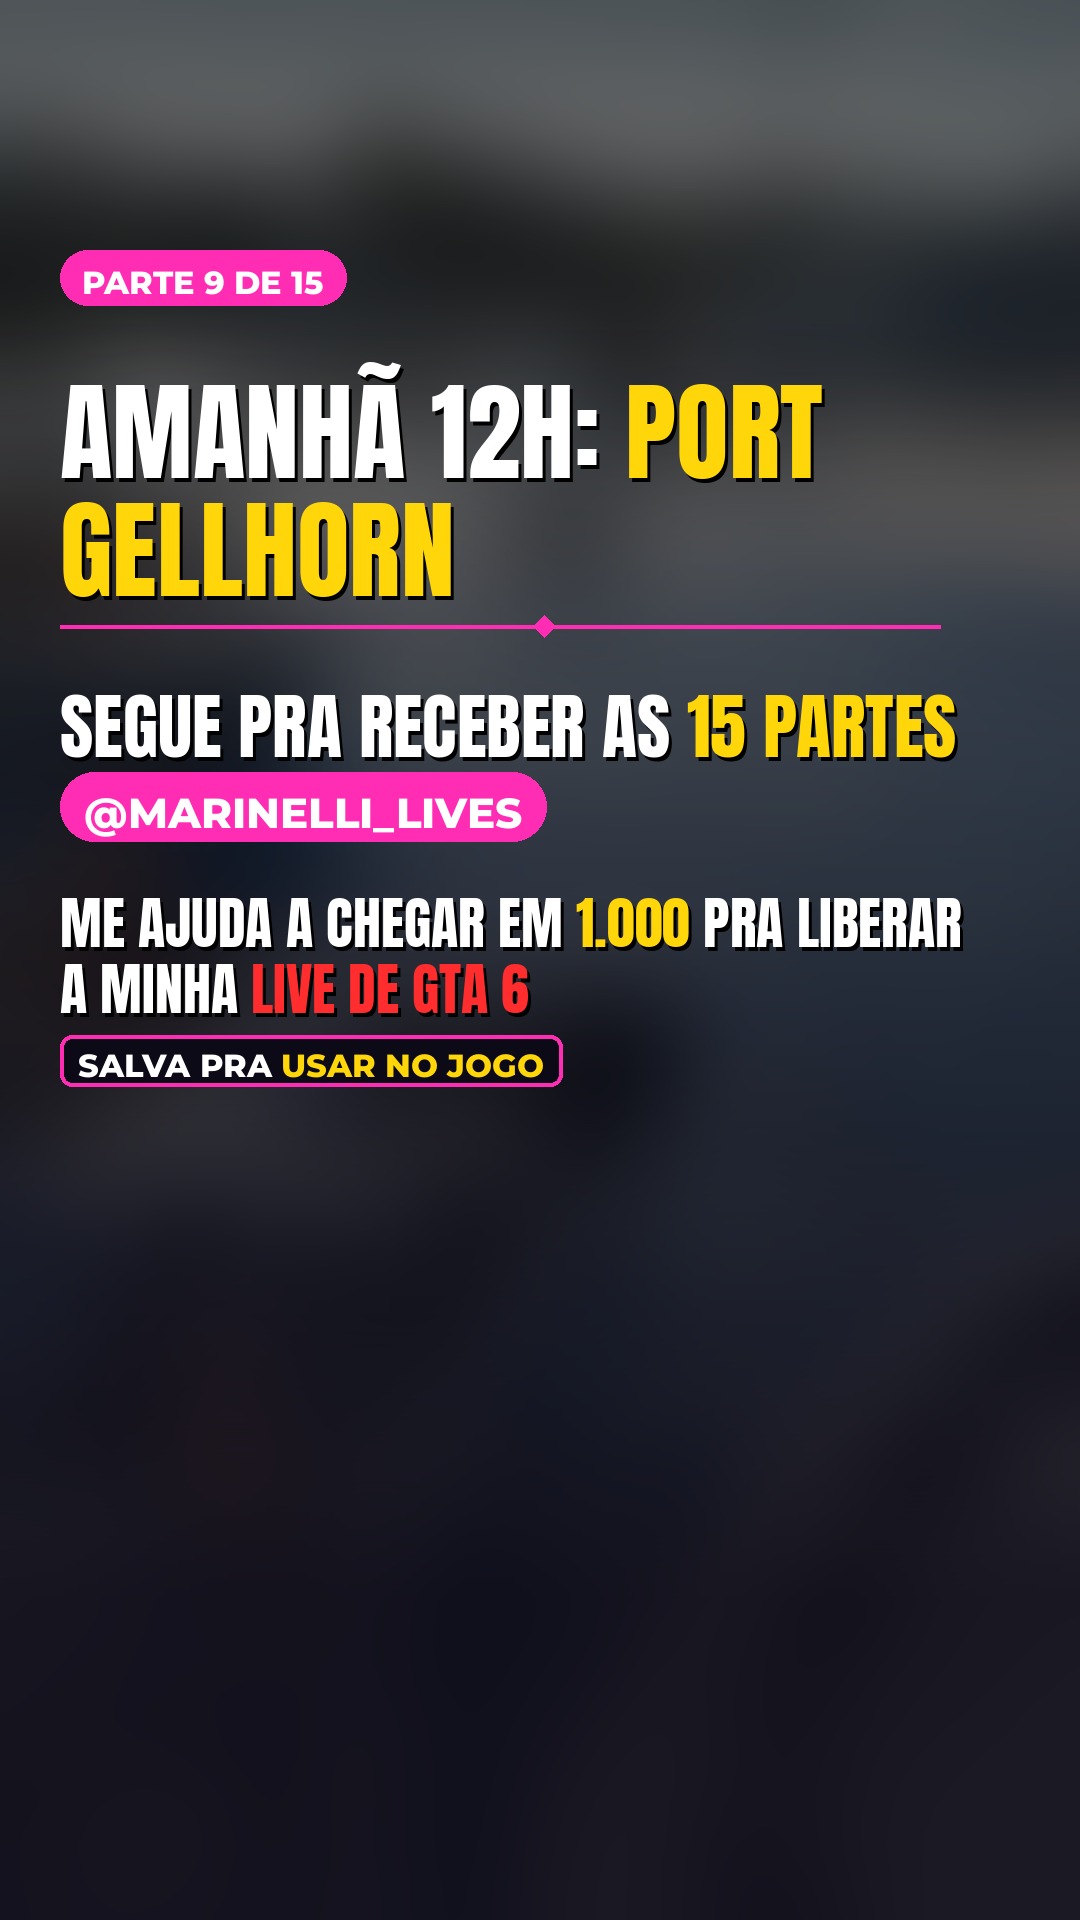 PARTE 9 DE 15
AMANHÃ 12H: PORT
GELLHORN
SEGUE PRA RECEBER AS 15 PARTES
@MARINELLI_LIVES
ME AJUDA A CHEGAR EM 1.000 PRA LIBERAR
A MINHA LIVE DE GTA 6
SALVA PRA USAR NO JOGO